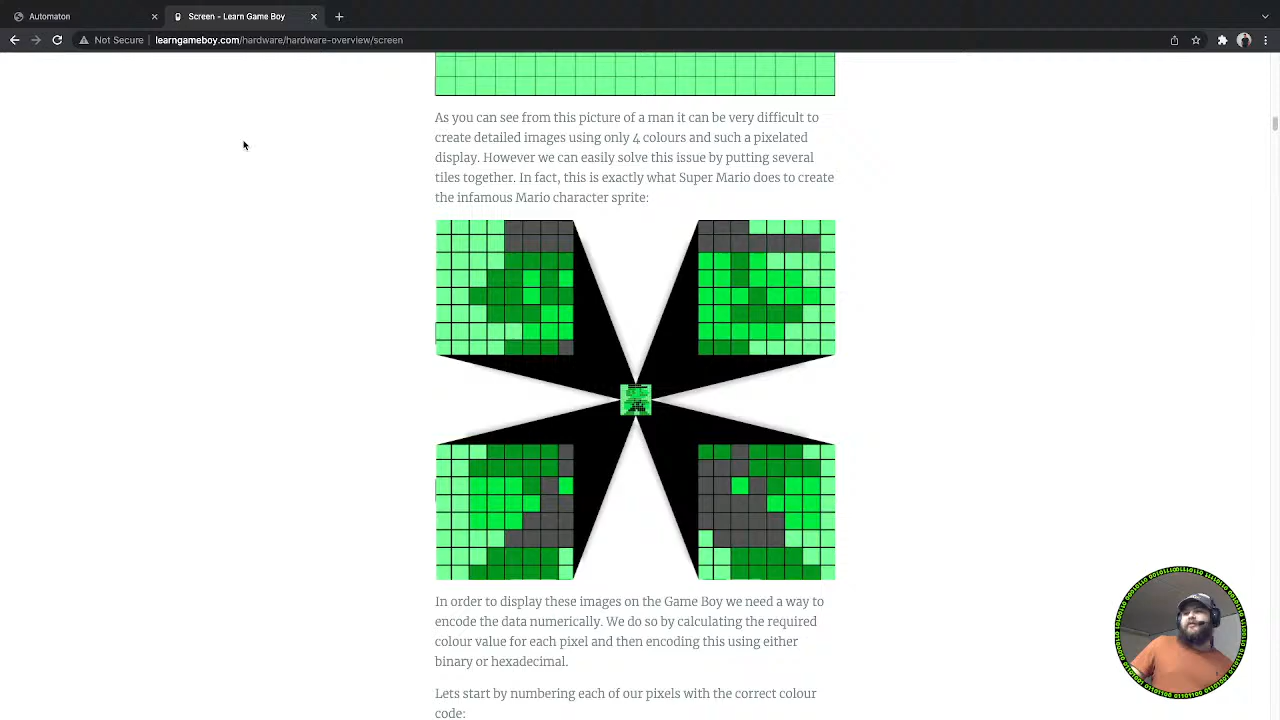 Automaton
Screen - Learn Game Boy
Not Secure
learngameboy.com/hardware/hardware-overview/screen
As you can see from this picture of a man it can be very difficult to
create detailed images using only 4 colours and such a pixelated
display. However we can easily solve this issue by putting several
tiles together. In fact, this is exactly what Super Mario does to create
the infamous Mario character sprite:
In order to display these images on the Game Boy we need a way to
encode the data numerically. We do so by calculating the required
colour value for each pixel and then encoding this using either
binary or hexadecimal.
Lets start by numbering each of our pixels with the correct colour
code: